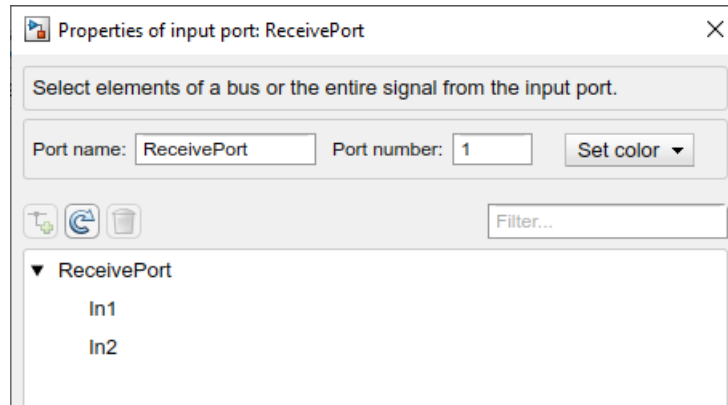 Properties of input port: ReceivePort
Select elements of a bus or the entire signal from the input port.
Port name: ReceivePort Port number: 1 Set color
Filter...
ReceivePort
In1
In2